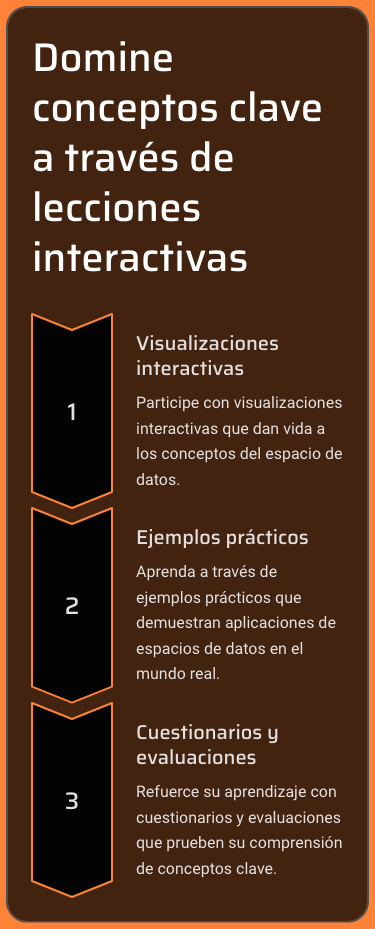 Domine
conceptos clave
a través de
lecciones
interactivas
1
Visualizaciones
interactivas
Participe con visualizaciones
interactivas que dan vida a
los conceptos del espacio de
datos.
2
Ejemplos prácticos
Aprenda a través de
ejemplos prácticos que
demuestran aplicaciones de
espacios de datos en el
mundo real.
3
Cuestionarios y
evaluaciones
Refuerce su aprendizaje con
cuestionarios y evaluaciones
que prueben su comprensión
de conceptos clave.